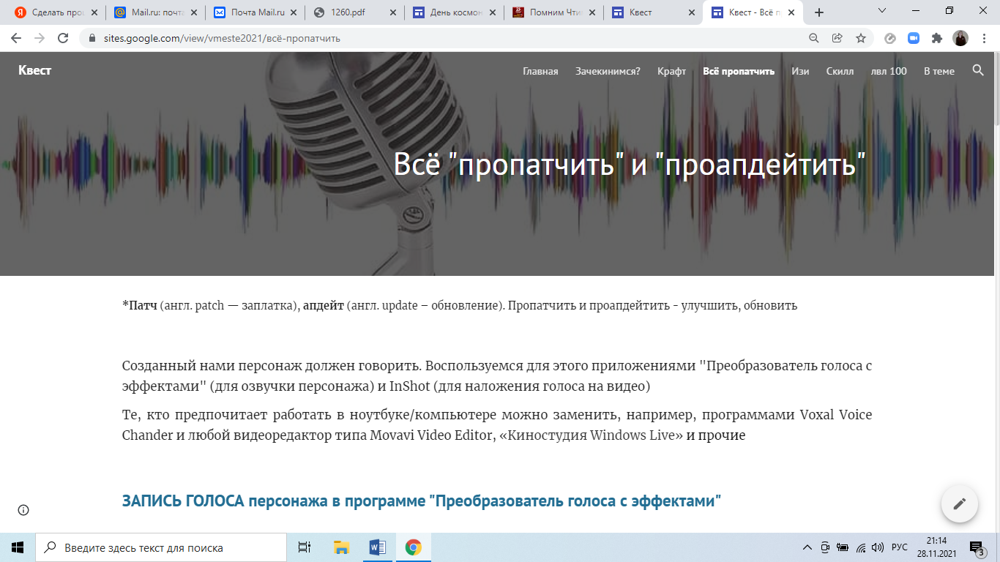 Сделать
Mail.ru: почта
Почта Mail.ru
1260.pdf
День космон
Помним Чти
Квест
Квест - Всё п
sites.google.com/view/vmeste2021/всё-пропатчить
Квест
Главная
Зачекинимся?
Крафт
Всё пропатчить
Изи
Скилл
лвл 100
В теме
Всё "пропатчить" и "проапдейтить"
*Патч (англ. patch — заплатка), апдейт (англ. update – обновление). Пропатчить и проапдейтить - улучшить, обновить
Созданный нами персонаж должен говорить. Воспользуемся для этого приложениями "Преобразователь голоса с
эффектами" (для озвучки персонажа) и InShot (для наложения голоса на видео)
Те, кто предпочитает работать в ноутбуке/компьютере можно заменить, например, программами Voxal Voice
Chander и любой видеоредактор типа Movavi Video Editor, «Киностудия Windows Live» и прочие
ЗАПИСЬ ГОЛОСА персонажа в программе "Преобразователь голоса с эффектами"
Введите здесь текст для поиска
РУС
21:14
28.11.2021
3